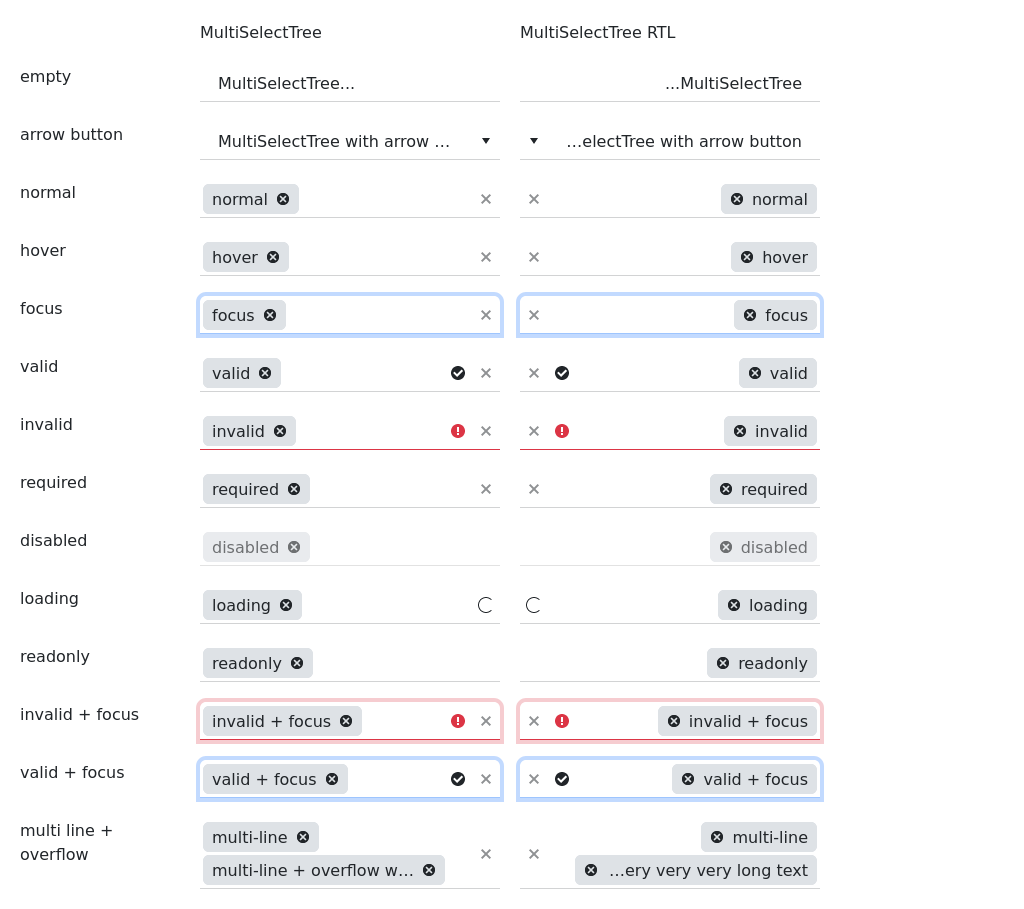 MultiSelectTree MultiSelectTree RTL
empty MultiSelectTree... ...MultiSelectTree
arrow button MultiSelectTree with arrow ... ...electTree with arrow button
normal normal normal
hover hover hover
focus focus focus
valid valid valid
invalid invalid invalid
required required required
disabled disabled disabled
loading loading loading
readonly readonly readonly
invalid + focus invalid + focus invalid + focus
valid + focus valid + focus valid + focus
multi line + multi-line multi-line
overflow multi-line + overflow w... ...ery very very long text